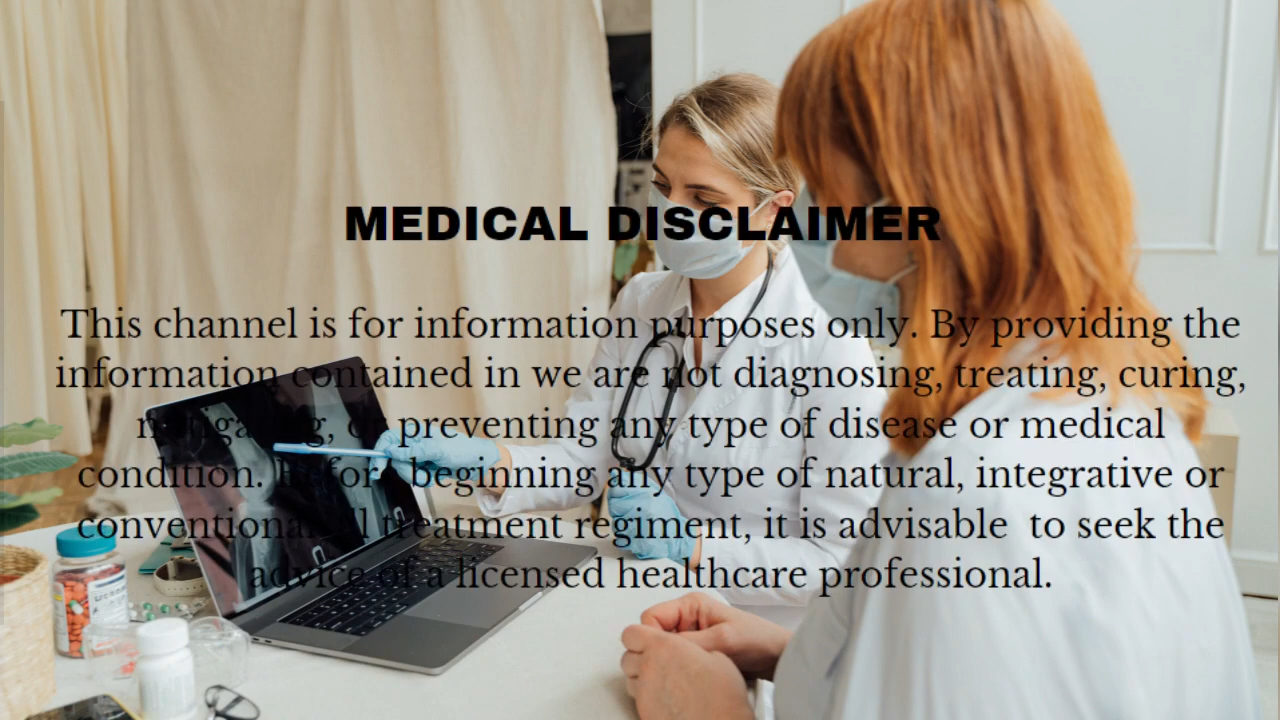 MEDICAL DISCLAIMER
This channel is for information purposes only. By providing the
information contained in we are not diagnosing, treating, curing,
or preventing any type of disease or medical
condition. Before beginning any type of natural, integrative or
treatment regiment, it is advisable to seek the
advice of a licensed healthcare professional.